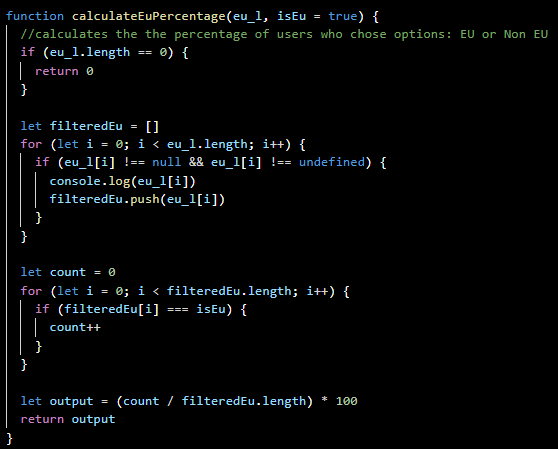 function calculateEuPercentage(eu_l, isEu = true) {
  //calculates the the percentage of users who chose options: EU or Non EU
  if (eu_l.length == 0) {
    return 0
  }

  let filteredEu = []
  for (let i = 0; i < eu_l.length; i++) {
    if (eu_l[i] !== null && eu_l[i] !== undefined) {
      console.log(eu_l[i])
      filteredEu.push(eu_l[i])
    }
  }

  let count = 0
  for (let i = 0; i < filteredEu.length; i++) {
    if (filteredEu[i] === isEu) {
      count++
    }
  }

  let output = (count / filteredEu.length) * 100
  return output
}